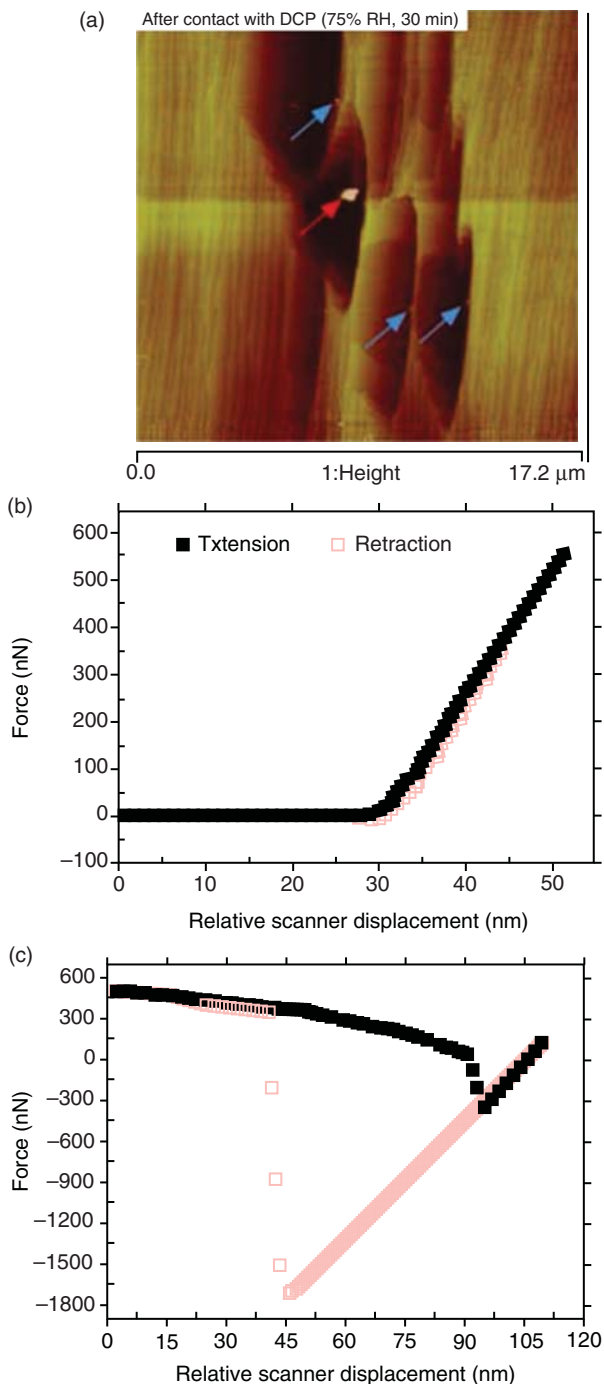 (a)
After contact with DCP (75% RH, 30 min)
0.0 1:Height 17.2 μm
(b)
600
500
400
300
200
100
0
−100
Force (nN)
Txtension Retraction
0 10 20 30 40 50
Relative scanner displacement (nm)
(c)
600
300
0
−300
−600
−900
−1200
−1500
−1800
Force (nN)
0 15 30 45 60 75 90 105 120
Relative scanner displacement (nm)